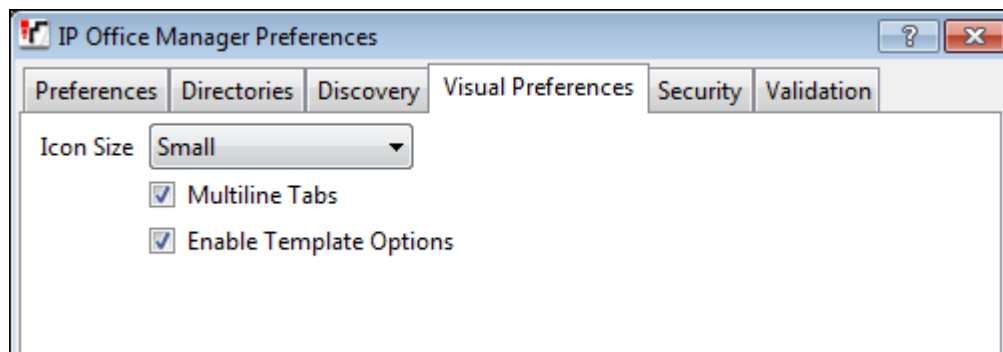 IP Office Manager Preferences
?
Preferences Directories Discovery Visual Preferences Security Validation
Icon Size Small
Multiline Tabs
Enable Template Options